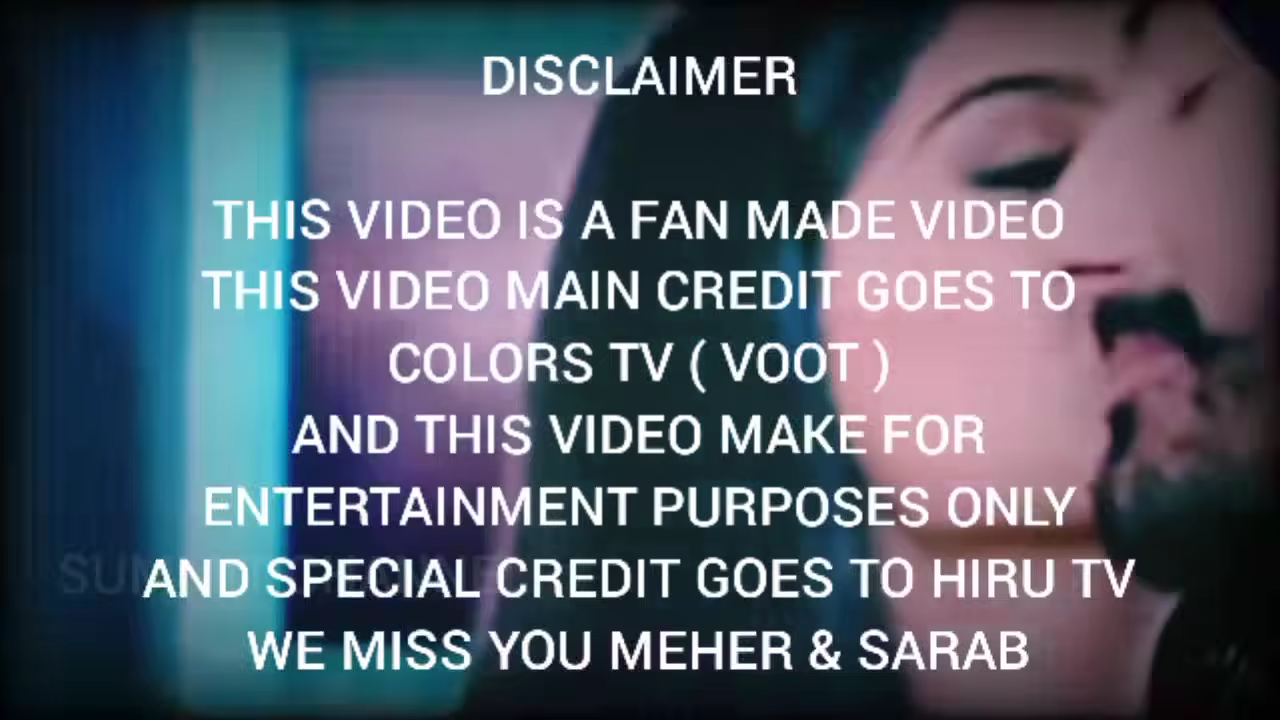 DISCLAIMER
THIS VIDEO IS A FAN MADE VIDEO
THIS VIDEO MAIN CREDIT GOES TO
COLORS TV ( VOOT )
AND THIS VIDEO MAKE FOR
ENTERTAINMENT PURPOSES ONLY
AND SPECIAL CREDIT GOES TO HIRU TV
WE MISS YOU MEHER & SARAB